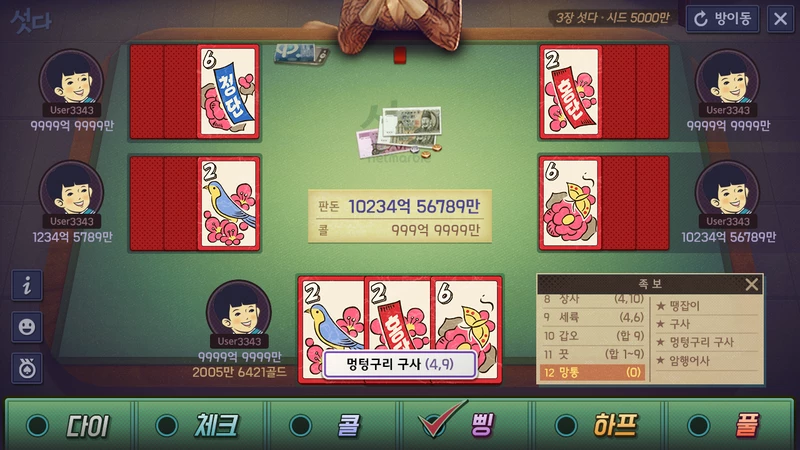 섯다
3장 섯다 · 시드 5000만
방이동
6
청단
2
홍단
User3343
9999억 9999만
User3343
9999억 9999만
2
6
User3343
1234억 5789만
User3343
10234억 56789만
netmarble
판돈 10234억 56789만
콜 999억 9999만
User3343
9999억 9999만
2005만 6421골드
2
2
홍
6
멍텅구리 구사 (4,9)
족보
8 장사 (4,10)
9 세륙 (4,6)
10 갑오 (합 9)
11 끗 (합 1~9)
12 망통 (0)
★ 땡잡이
★ 구사
★ 멍텅구리 구사
★ 암행어사
다이
체크
콜
삥
하프
풀